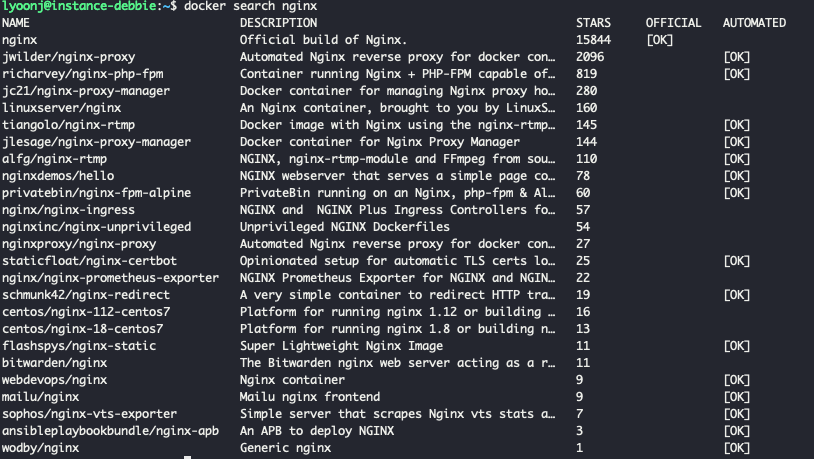 lyoonj@instance-debbie:~$ docker search nginx
NAME DESCRIPTION STARS OFFICIAL AUTOMATED
nginx Official build of Nginx. 15844 [OK]
jwilder/nginx-proxy Automated Nginx reverse proxy for docker con… 2096 [OK]
richarvey/nginx-php-fpm Container running Nginx + PHP-FPM capable of… 819 [OK]
jc21/nginx-proxy-manager Docker container for managing Nginx proxy ho… 280
linuxserver/nginx An Nginx container, brought to you by LinuxS… 160
tiangolo/nginx-rtmp Docker image with Nginx using the nginx-rtmp… 145 [OK]
jlesage/nginx-proxy-manager Docker container for Nginx Proxy Manager 144 [OK]
alfg/nginx-rtmp NGINX, nginx-rtmp-module and FFmpeg from sou… 110 [OK]
nginxdemos/hello NGINX webserver that serves a simple page co… 78 [OK]
privatebin/nginx-fpm-alpine PrivateBin running on an Nginx, php-fpm & Al… 60 [OK]
nginx/nginx-ingress NGINX and  NGINX Plus Ingress Controllers fo… 57
nginxinc/nginx-unprivileged Unprivileged NGINX Dockerfiles 54
nginxproxy/nginx-proxy Automated Nginx reverse proxy for docker con… 27
staticfloat/nginx-certbot Opinionated setup for automatic TLS certs lo… 25 [OK]
nginx/nginx-prometheus-exporter NGINX Prometheus Exporter for NGINX and NGIN… 22
schmunk42/nginx-redirect A very simple container to redirect HTTP tra… 19 [OK]
centos/nginx-112-centos7 Platform for running nginx 1.12 or building … 16
centos/nginx-18-centos7 Platform for running nginx 1.8 or building n… 13
flashspys/nginx-static Super Lightweight Nginx Image 11 [OK]
bitwarden/nginx The Bitwarden nginx web server acting as a r… 11
webdevops/nginx Nginx container 9 [OK]
mailu/nginx Mailu nginx frontend 9 [OK]
sophos/nginx-vts-exporter Simple server that scrapes Nginx vts stats a… 7 [OK]
ansibleplaybookbundle/nginx-apb An APB to deploy NGINX 3 [OK]
wodby/nginx Generic nginx 1 [OK]